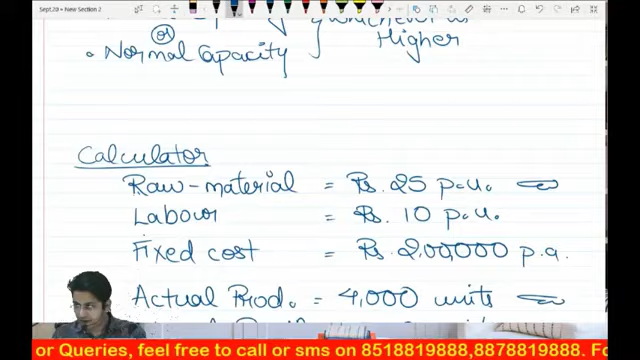 Sept.20 – New Section 2
(or) whichever is
• Normal Capacity Higher
Calculator
Raw-material = Rs. 25 p.u.
Labour = Rs. 10 p.u.
Fixed cost = Rs. 2,00,000 p.a.
Actual Prod. = 4,000 units
or Queries, feel free to call or sms on 8518819888,8878819888. Fo